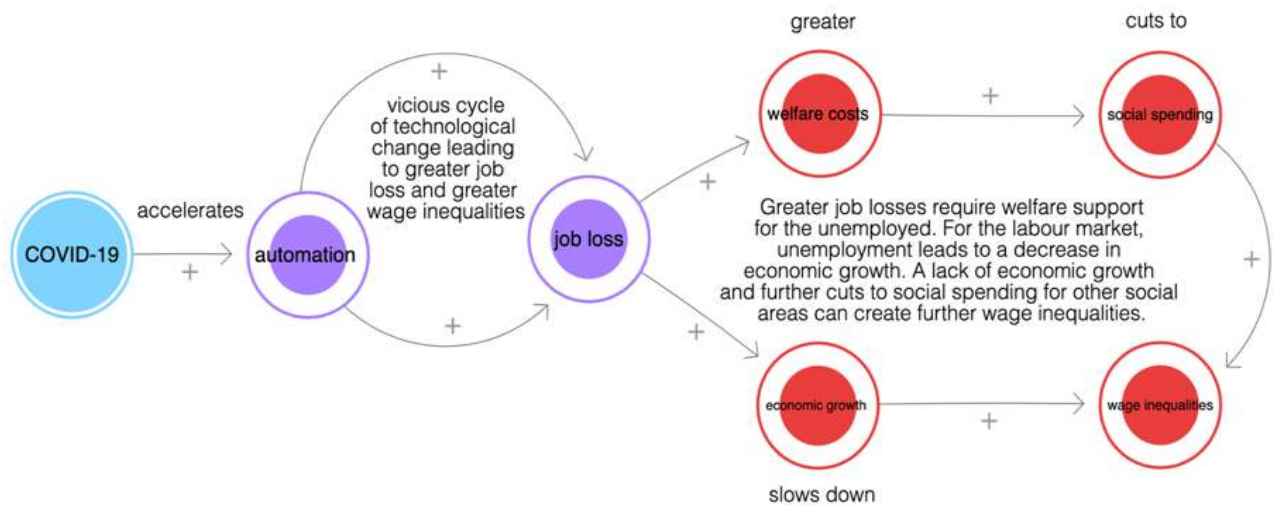 greater
cuts to
+
vicious cycle
of technological
change leading
to greater job
loss and greater
wage inequalities
welfare costs
+
social spending
COVID-19
accelerates
+
automation
+
job loss
+
+
Greater job losses require welfare support
for the unemployed. For the labour market,
unemployment leads to a decrease in
economic growth. A lack of economic growth
and further cuts to social spending for other social
areas can create further wage inequalities.
+
economic growth
+
wage inequalities
slows down